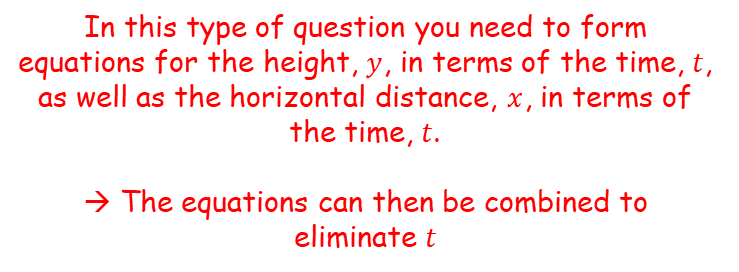 In this type of question you need to form
equations for the height, y, in terms of the time, t,
as well as the horizontal distance, x, in terms of
the time, t.
→ The equations can then be combined to
eliminate t